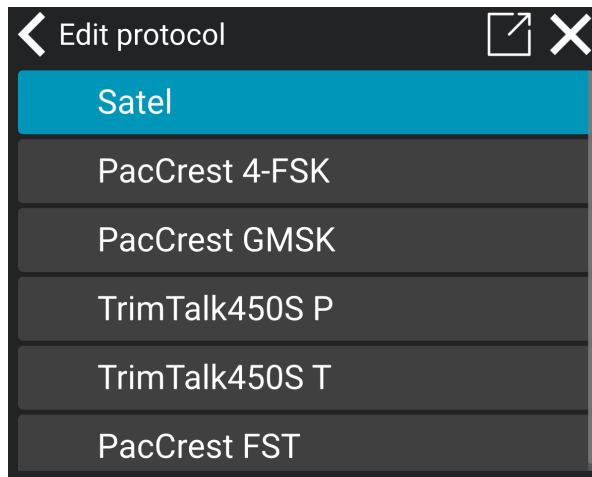 Edit protocol
Satel
PacCrest 4-FSK
PacCrest GMSK
TrimTalk450S P
TrimTalk450S T
PacCrest FST